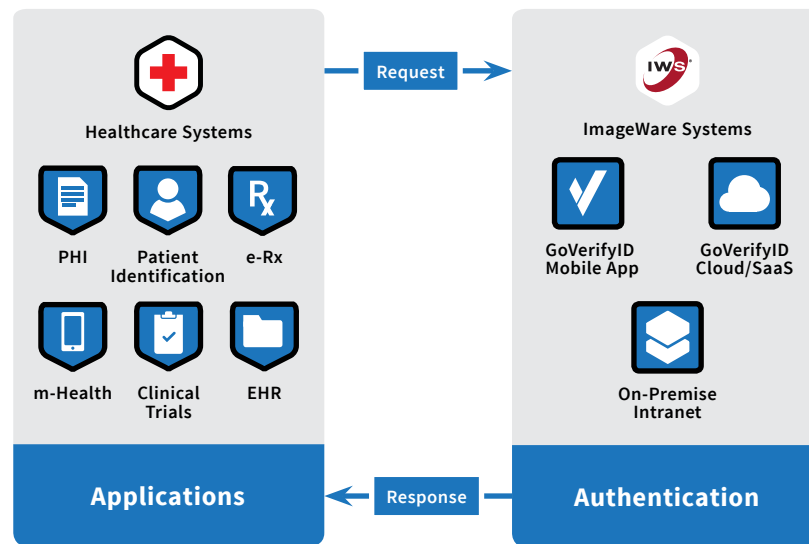 Healthcare Systems
PHI
Patient
Identification
e-Rx
m-Health
Clinical
Trials
EHR
Applications
Request
Response
IWS
ImageWare Systems
GoVerifyID
Mobile App
GoVerifyID
Cloud/SaaS
On-Premise
Intranet
Authentication
Rx